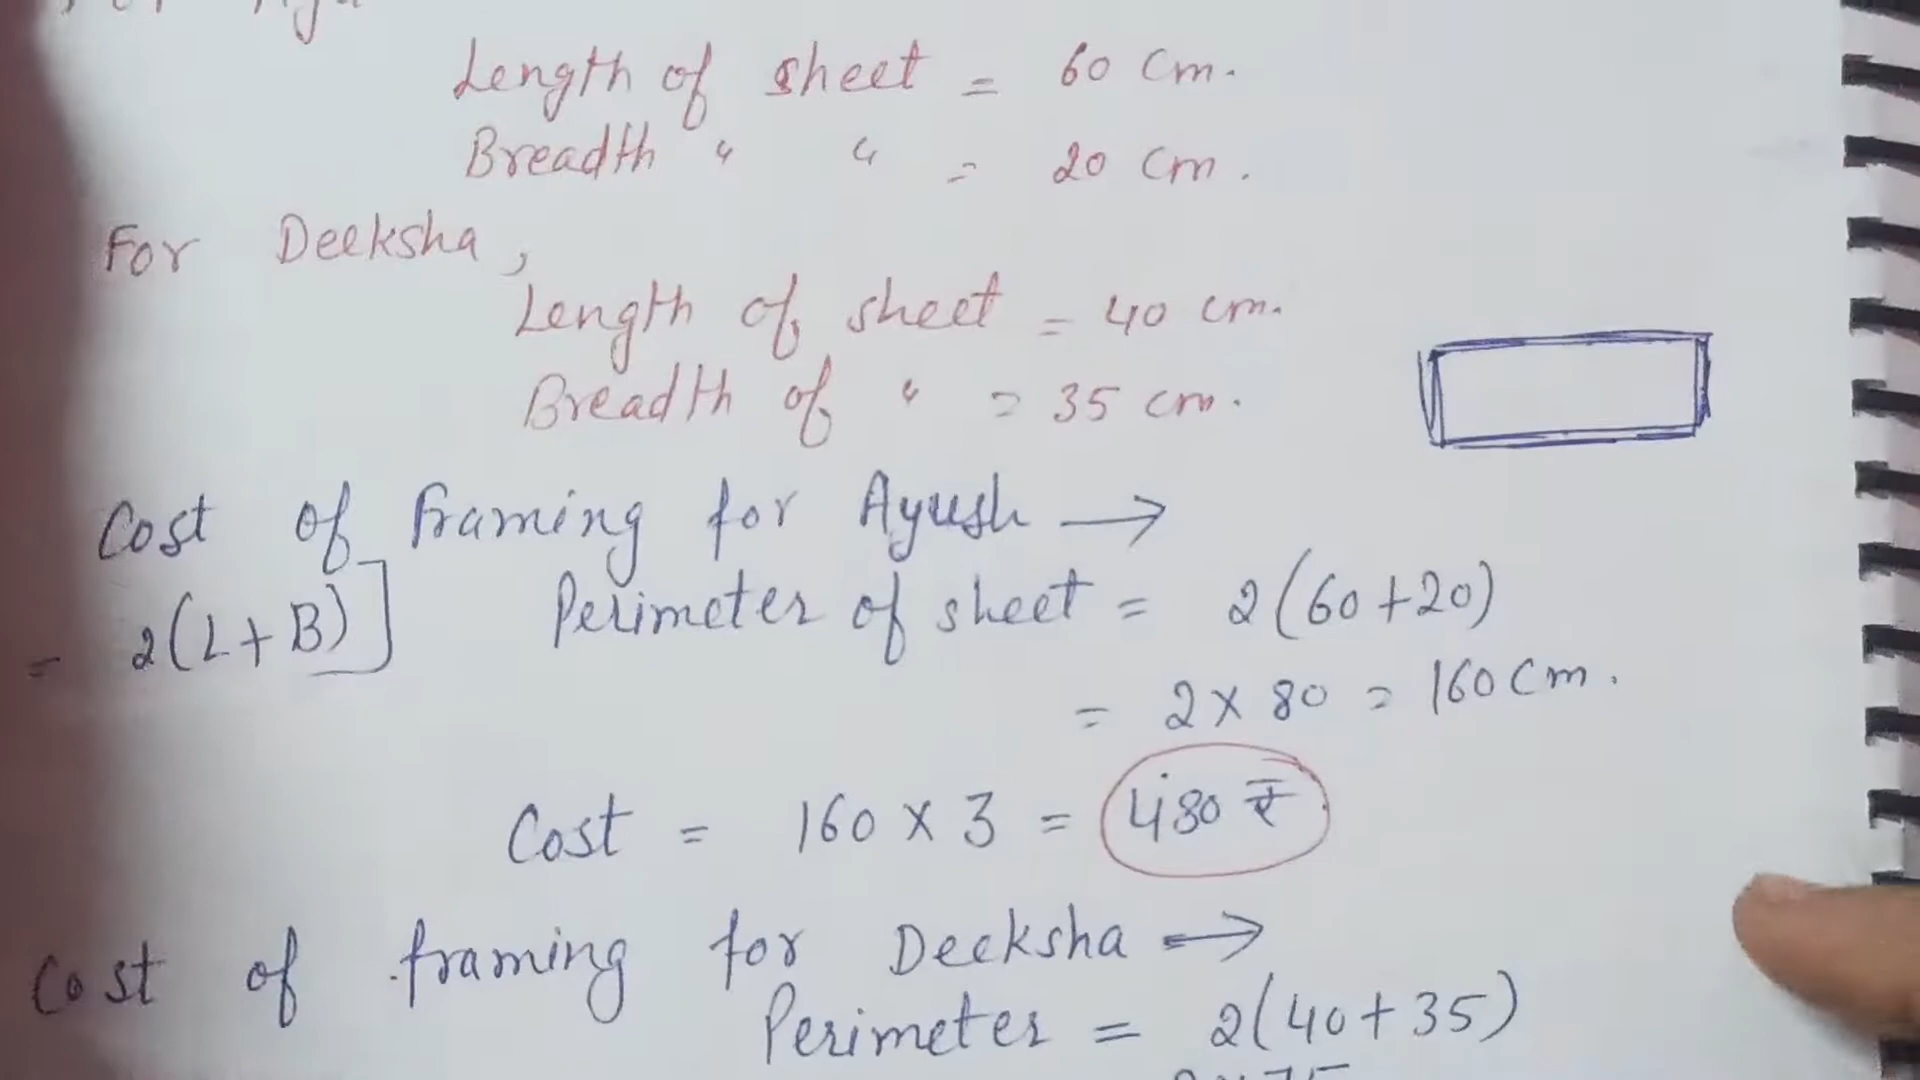 Length of sheet = 60 cm.
Breadth " " = 20 cm.
For Deeksha,
Length of sheet = 40 cm.
Breadth of " = 35 cm.
Cost of framing for Ayush →
= 2(L+B)] Perimeter of sheet = 2(60+20)
= 2 x 80 = 160 cm.
Cost = 160 x 3 = 480 ₹
Cost of framing for Deeksha →
Perimeter = 2(40+35)